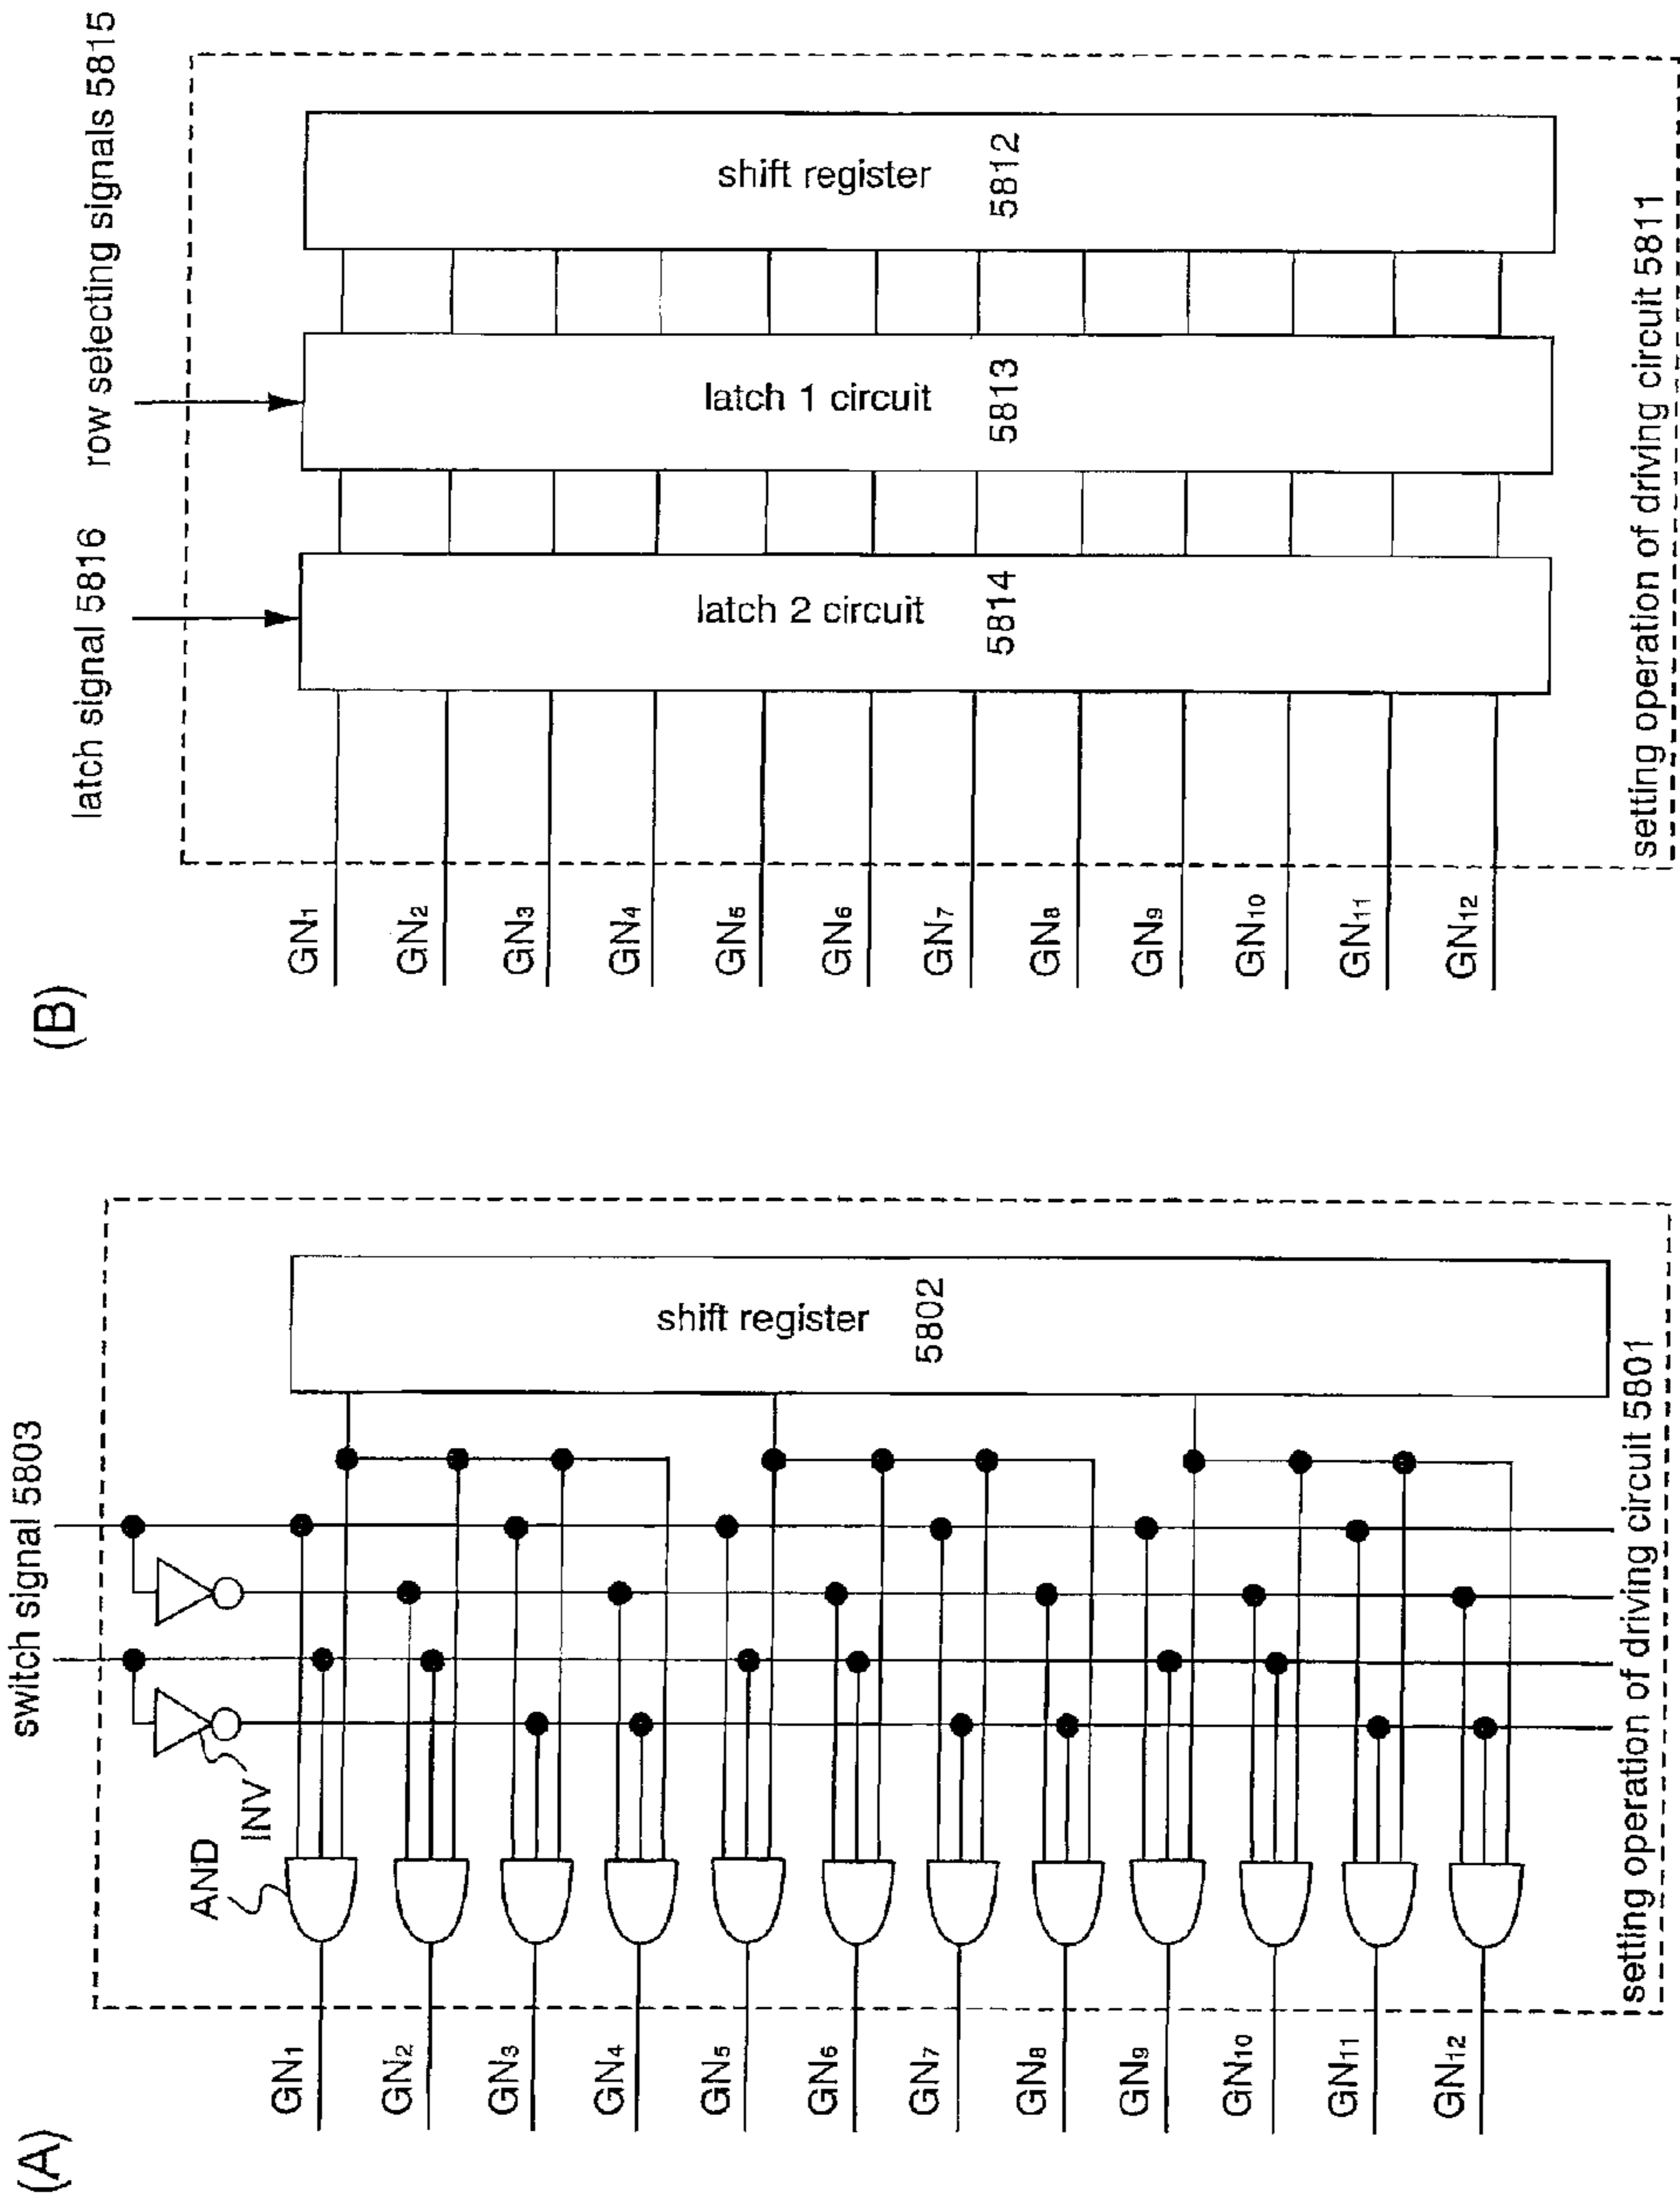 (A)
switch signal 5803
AND
INV
shift register
5802
GN1
GN2
GN3
GN4
GN5
GN6
GN7
GN8
GN9
GN10
GN11
GN12
setting operation of driving circuit 5801
(B)
latch signal 5816
row selecting signals 5815
latch 2 circuit
5814
latch 1 circuit
5813
shift register
5812
GN1
GN2
GN3
GN4
GN5
GN6
GN7
GN8
GN9
GN10
GN11
GN12
setting operation of driving circuit 5811